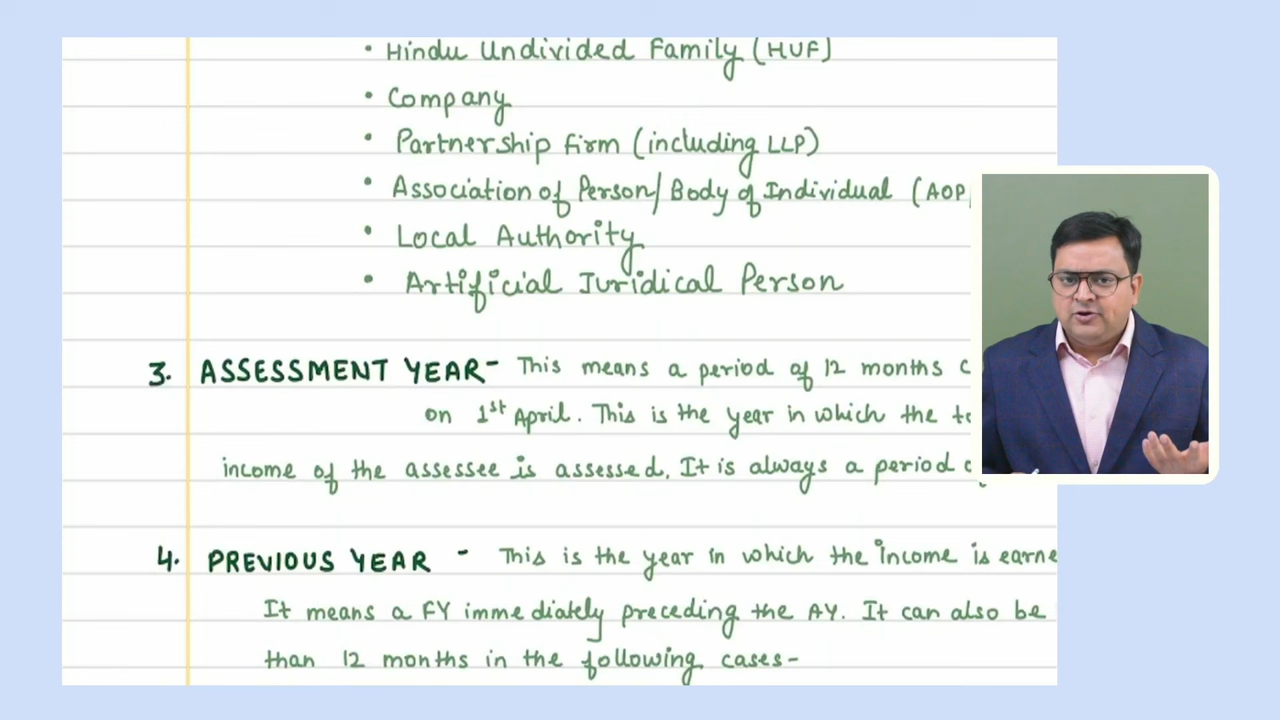 • Hindu Undivided Family (HUF)
• Company
• Partnership firm (including LLP)
• Association of Person/Body of Individual (AOP/
• Local Authority
• Artificial Juridical Person
3. ASSESSMENT YEAR- This means a period of 12 months
on 1st April. This is the year in which the
income of the assessee is assessed. It is always a period
4. PREVIOUS YEAR - This is the year in which the income is earne
It means a FY immediately preceding the AY. It can also be
than 12 months in the following cases-